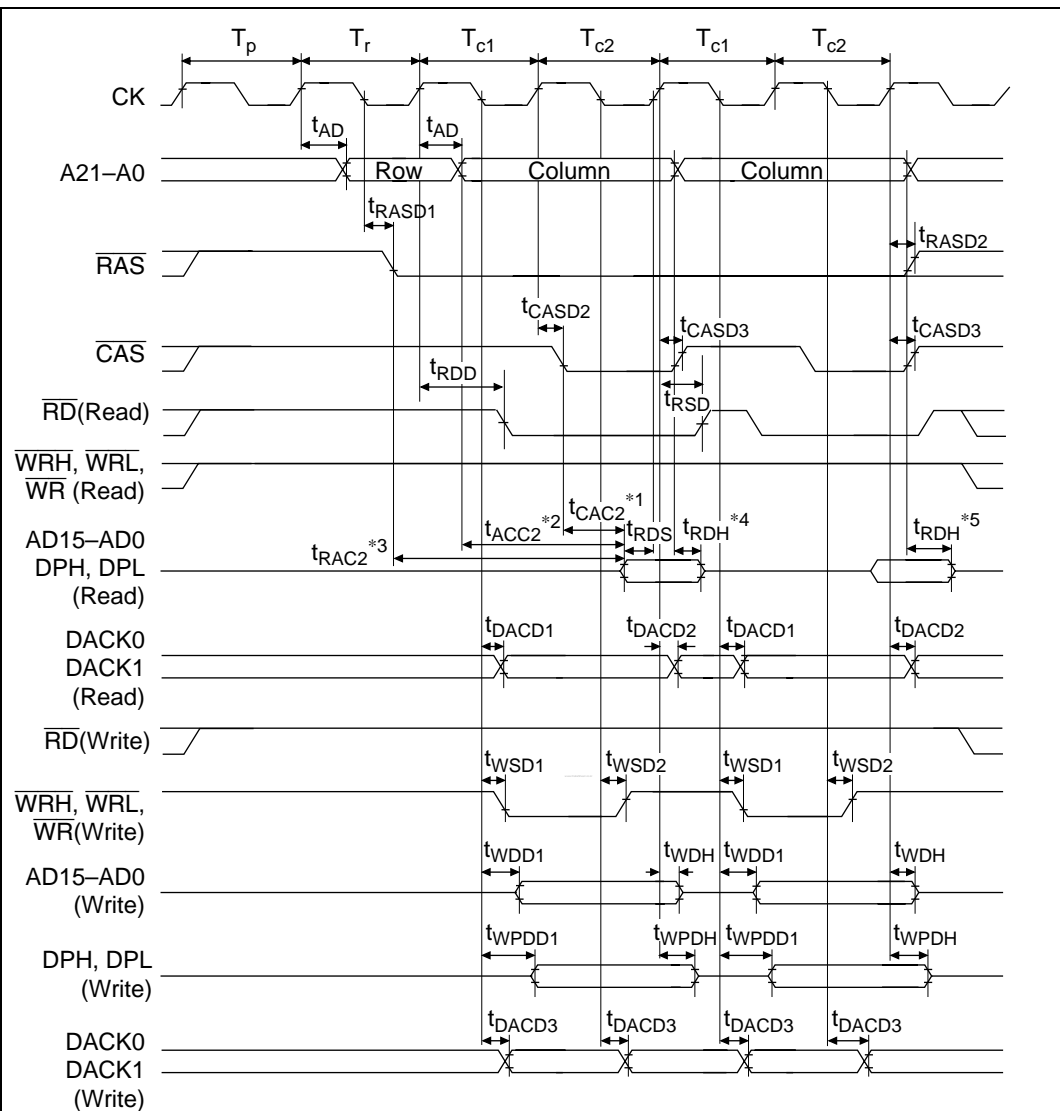 Tp Tr Tc1 Tc2 Tc1 Tc2
CK
tAD tAD
A21–A0 Row Column Column
tRASD1
RAS tRASD2
tCASD2 tCASD3 tCASD3
CAS
tRDD tRSD
RD(Read)
WRH, WRL,
WR (Read)
tCAC2*1
tACC2*2 tRDS tRDH*4 tRDH*5
tRAC2*3
AD15–AD0
DPH, DPL
(Read)
tDACD1 tDACD2 tDACD1 tDACD2
DACK0
DACK1
(Read)
RD(Write)
tWSD1 tWSD2 tWSD1 tWSD2
WRH, WRL,
WR(Write)
tWDD1 tWDH tWDD1 tWDH
AD15–AD0
(Write)
tWPDD1 tWPDH tWPDD1 tWPDH
DPH, DPL
(Write)
tDACD3 tDACD3 tDACD3 tDACD3
DACK0
DACK1
(Write)